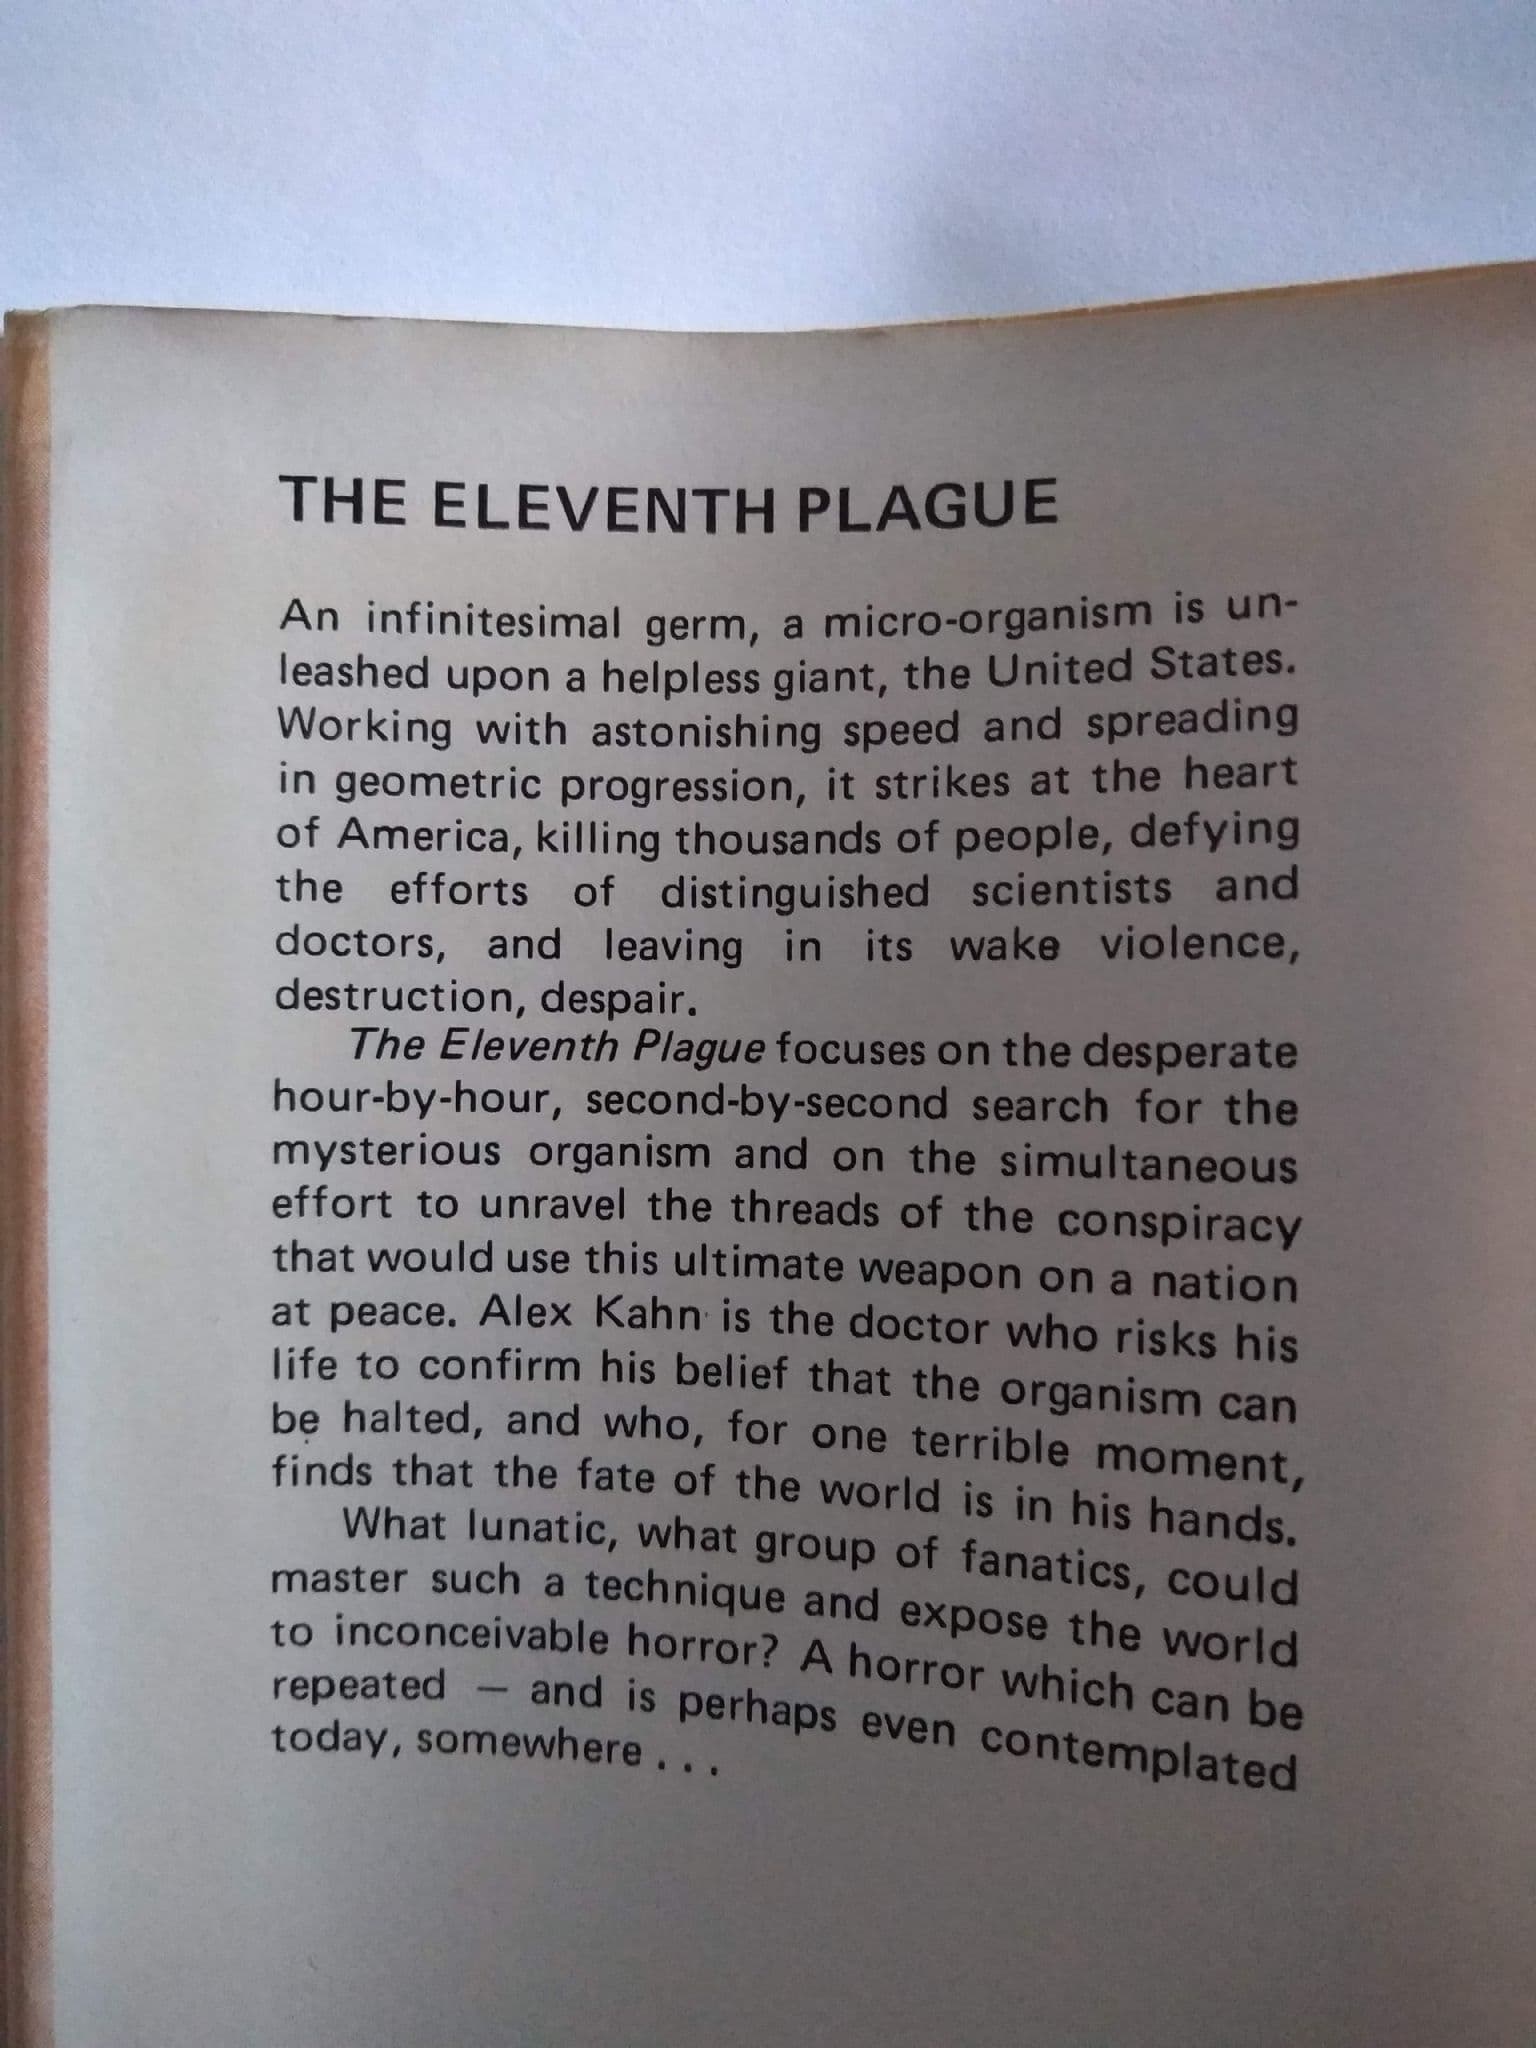 THE ELEVENTH PLAGUE
An infinitesimal germ, a micro-organism is un-
leashed upon a helpless giant, the United States.
Working with astonishing speed and spreading
in geometric progression, it strikes at the heart
of America, killing thousands of people, defying
the efforts of distinguished scientists and
doctors, and leaving in its wake violence,
destruction, despair.
The Eleventh Plague focuses on the desperate
hour-by-hour, second-by-second search for the
mysterious organism and on the simultaneous
effort to unravel the threads of the conspiracy
that would use this ultimate weapon on a nation
at peace. Alex Kahn is the doctor who risks his
life to confirm his belief that the organism can
be halted, and who, for one terrible moment,
finds that the fate of the world is in his hands.
What lunatic, what group of fanatics, could
master such a technique and expose the world
to inconceivable horror? A horror which can be
repeated – and is perhaps even contemplated
today, somewhere . . .